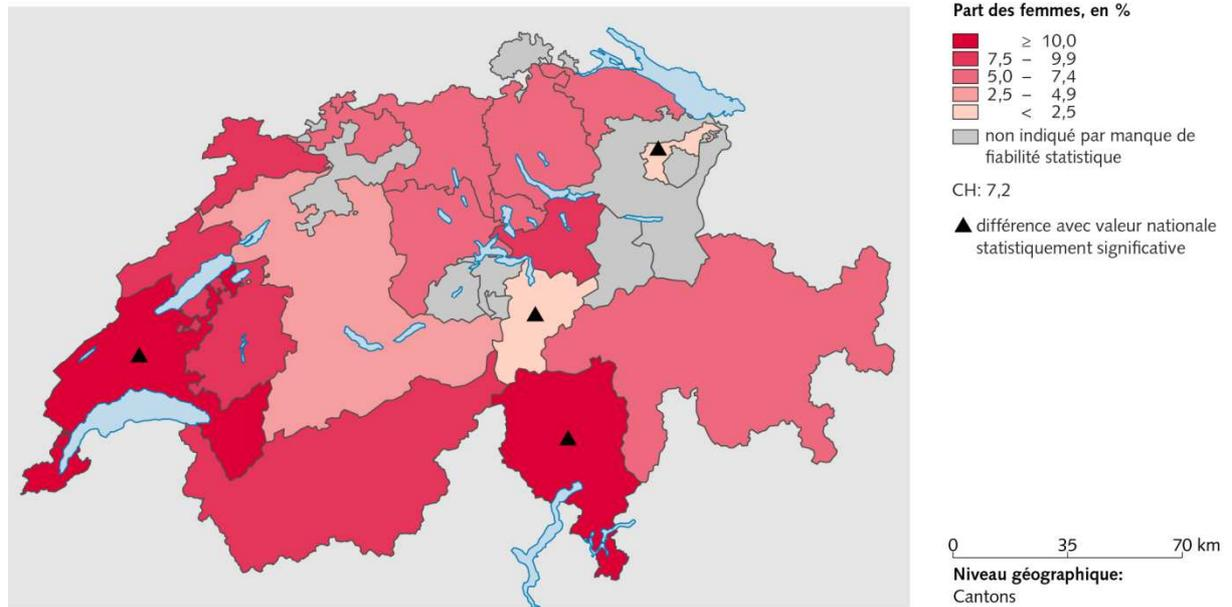 Part des femmes, en %
≥ 10,0
7,5 – 9,9
5,0 – 7,4
2,5 – 4,9
< 2,5
non indiqué par manque de
fiabilité statistique
CH: 7,2
▲ différence avec valeur nationale
statistiquement significative
0 35 70 km
Niveau géographique:
Cantons